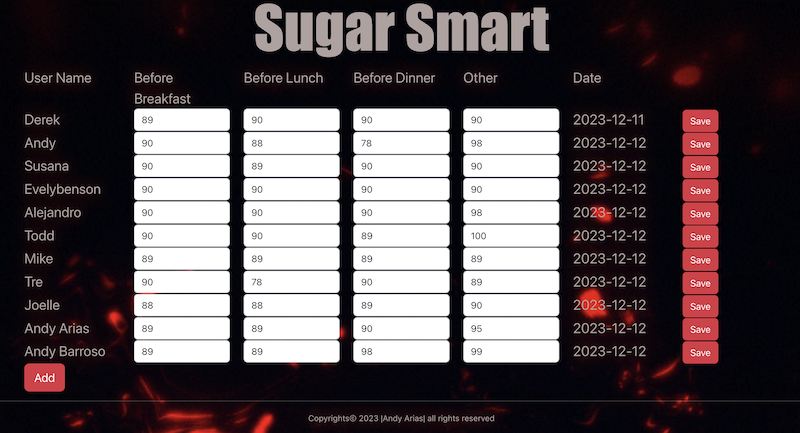 Sugar Smart
User Name Before Breakfast Before Lunch Before Dinner Other Date
Derek 89 90 90 90 2023-12-11 Save
Andy 90 88 78 98 2023-12-12 Save
Susana 90 89 90 90 2023-12-12 Save
Evelybenson 90 90 90 90 2023-12-12 Save
Alejandro 90 90 90 98 2023-12-12 Save
Todd 90 90 89 100 2023-12-12 Save
Mike 89 89 89 89 2023-12-12 Save
Tre 90 78 90 89 2023-12-12 Save
Joelle 88 88 89 90 2023-12-12 Save
Andy Arias 89 89 90 95 2023-12-12 Save
Andy Barroso 89 89 98 99 2023-12-12 Save
Add
Copyrights© 2023 |Andy Arias| all rights reserved